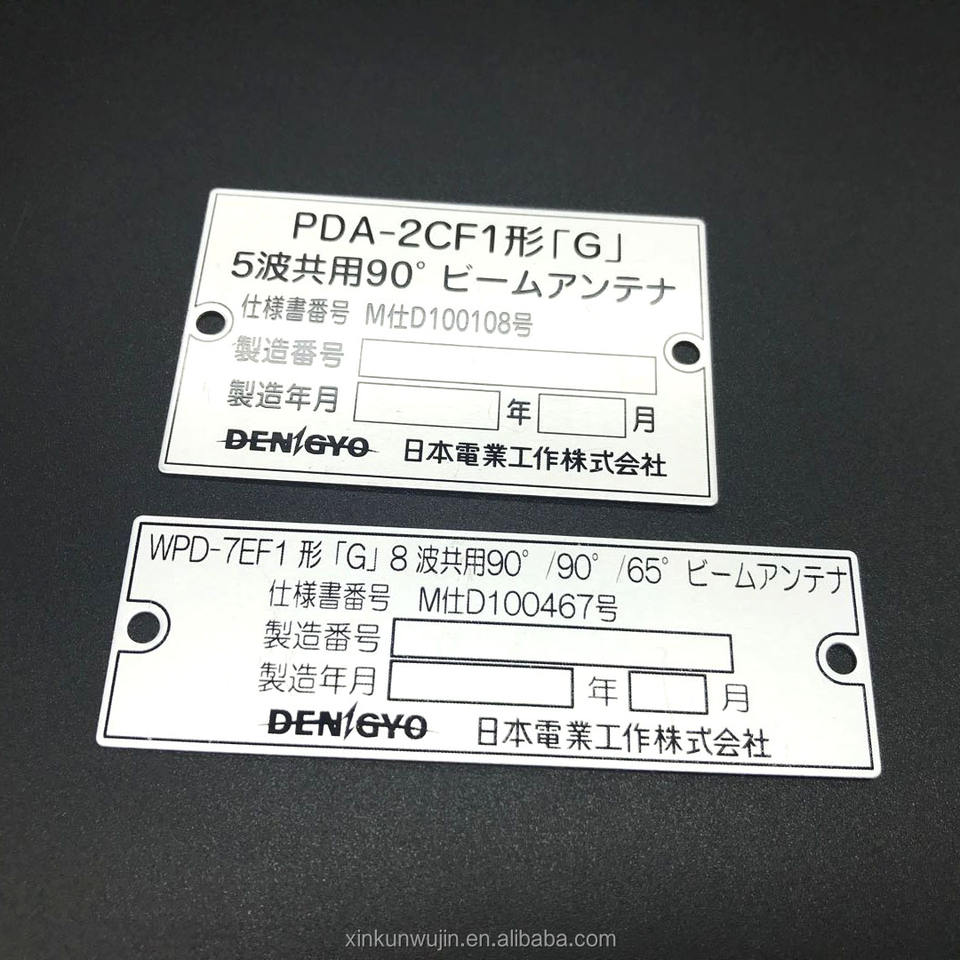 PDA-2CF1形「G」
5波共用90°ビームアンテナ
仕様書番号 M仕D100108号
製造番号
製造年月 年 月
DENGYO 日本電業工作株式会社
WPD-7EF1形「G」8波共用90°/90°/65°ビームアンテナ
仕様書番号 M仕D100467号
製造番号
製造年月 年 月
DENGYO 日本電業工作株式会社
xinkunwujin.en.alibaba.com